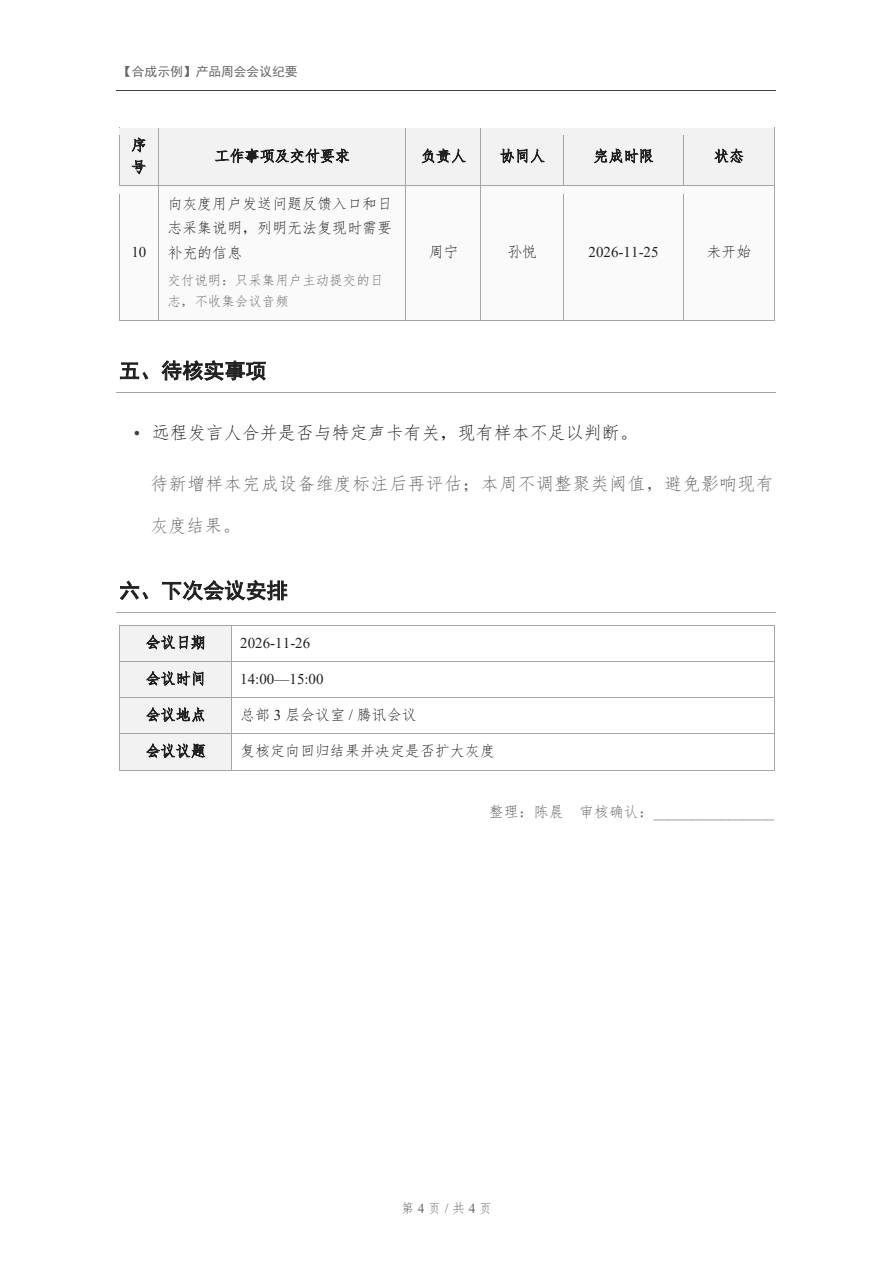 【合成示例】产品周会会议纪要
序号 工作事项及交付要求 负责人 协同人 完成时限 状态
向灰度用户发送问题反馈入口和日
志采集说明，列明无法复现时需要
补充的信息
交付说明：只采集用户主动提交的日
志，不收集会议音频
10 周宁 孙悦 2026-11-25 未开始
五、待核实事项
• 远程发言人合并是否与特定声卡有关，现有样本不足以判断。
待新增样本完成设备维度标注后再评估；本周不调整聚类阈值，避免影响现有
灰度结果。
六、下次会议安排
会议日期 2026-11-26
会议时间 14:00—15:00
会议地点 总部 3 层会议室 / 腾讯会议
会议议题 复核定向回归结果并决定是否扩大灰度
整理：陈晨 审核确认：________________
第 4 页 / 共 4 页